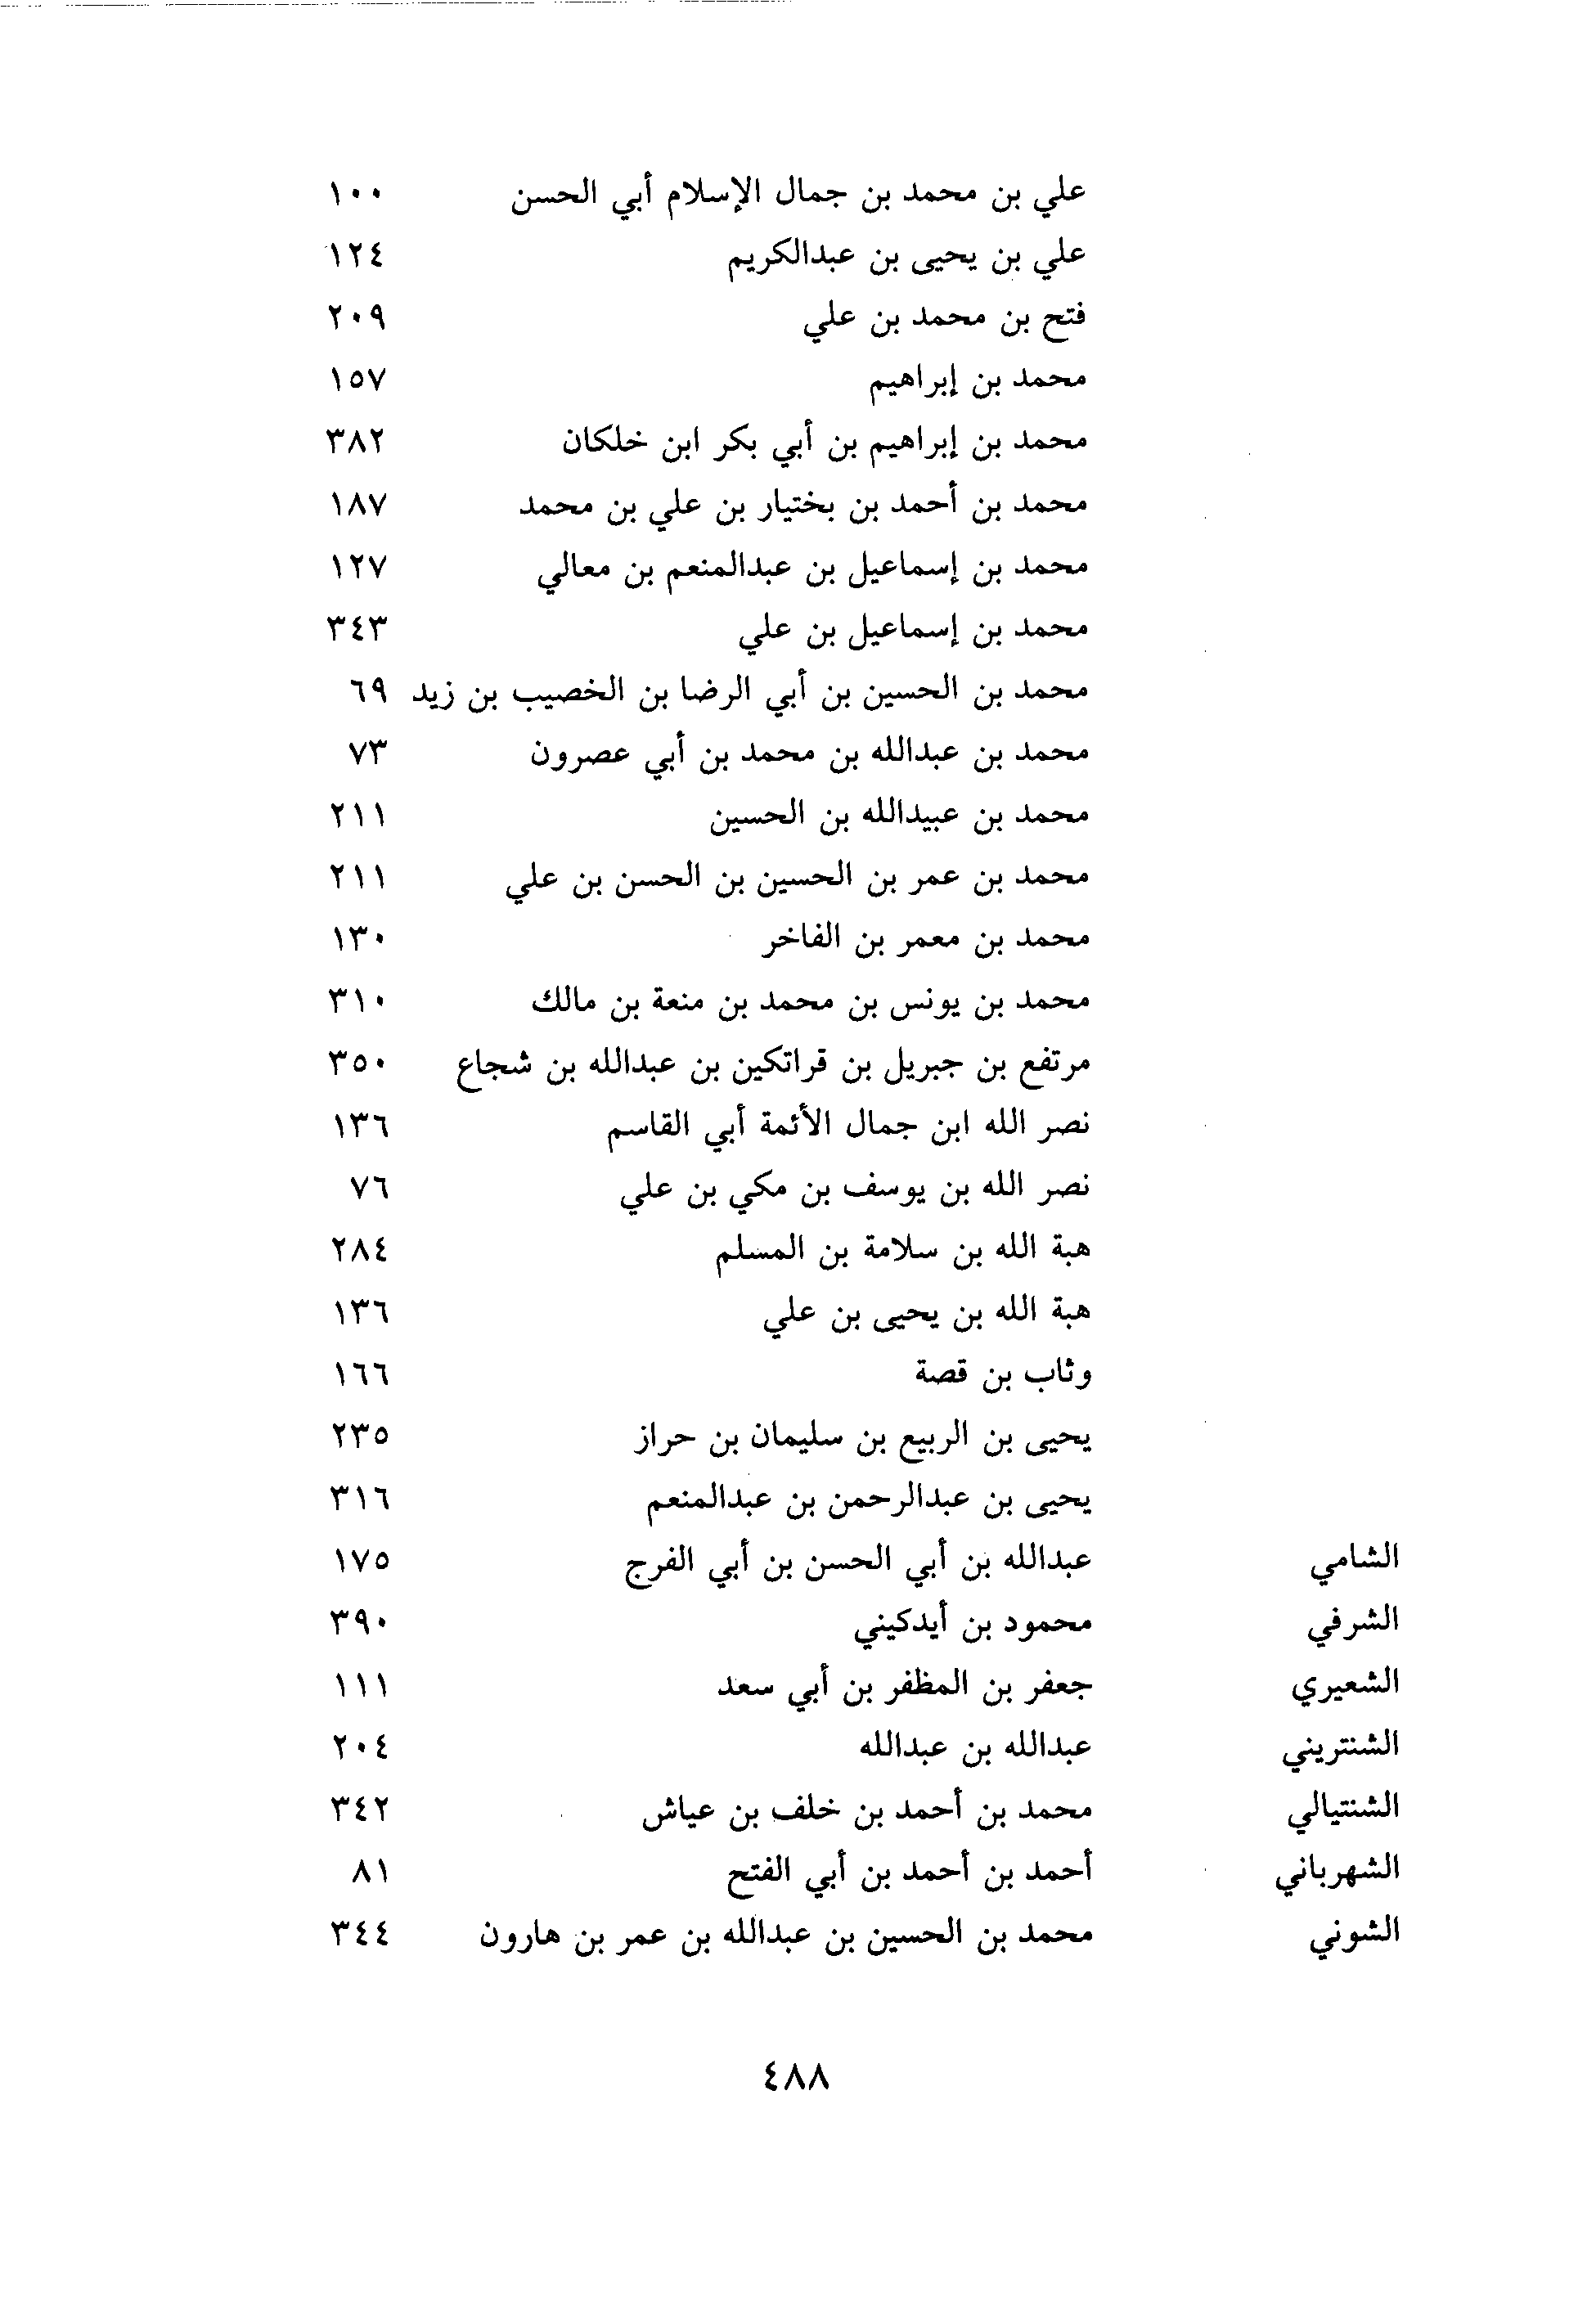 علي بن محمد بن جمال الإسلام أبي الحسن ١٠٠
علي بن يحيى بن عبدالكريم ١٢٤
فتح بن محمد بن علي ٢٠٩
محمد بن إبراهيم ١٥٧
محمد بن إبراهيم بن أبي بكر ابن خلكان ٣٨٢
محمد بن أحمد بن بختيار بن علي بن محمد ١٨٧
محمد بن إسماعيل بن عبدالمنعم بن معالي ١٢٧
محمد بن إسماعيل بن علي ٣٤٣
محمد بن الحسين بن أبي الرضا بن الخصيب بن زيد ٦٩
محمد بن عبدالله بن محمد بن أبي عصرون ٧٣
محمد بن عبيدالله بن الحسين ٢١١
محمد بن عمر بن الحسين بن الحسن بن علي ٢١١
محمد بن معمر بن الفاخر ١٣٠
محمد بن يونس بن محمد بن منعة بن مالك ٣١٠
مرتفع بن جبريل بن قراتكين بن عبدالله بن شجاع ٣٥٠
نصر الله ابن جمال الأئمة أبي القاسم ١٣٦
نصر الله بن يوسف بن مكي بن علي ٧٦
هبة الله بن سلامة بن المسلم ٢٨٤
هبة الله بن يحيى بن علي ١٣٦
وثاب بن قصة ١٦٦
يحيى بن الربيع بن سليمان بن حراز ٢٣٥
يحيى بن عبدالرحمن بن عبدالمنعم ٣١٦
الشامي عبدالله بن أبي الحسن بن أبي الفرج ١٧٥
الشرفي محمود بن أيدكيني ٣٩٠
الشعيري جعفر بن المظفر بن أبي سعد ١١١
الشنتريني عبدالله بن عبدالله ٢٠٤
الشنتيالي محمد بن أحمد بن خلف بن عياش ٣٤٢
الشهرباني أحمد بن أحمد بن أبي الفتح ٨١
الشوني محمد بن الحسين بن عبدالله بن عمر بن هارون ٣٤٤
٤٨٨